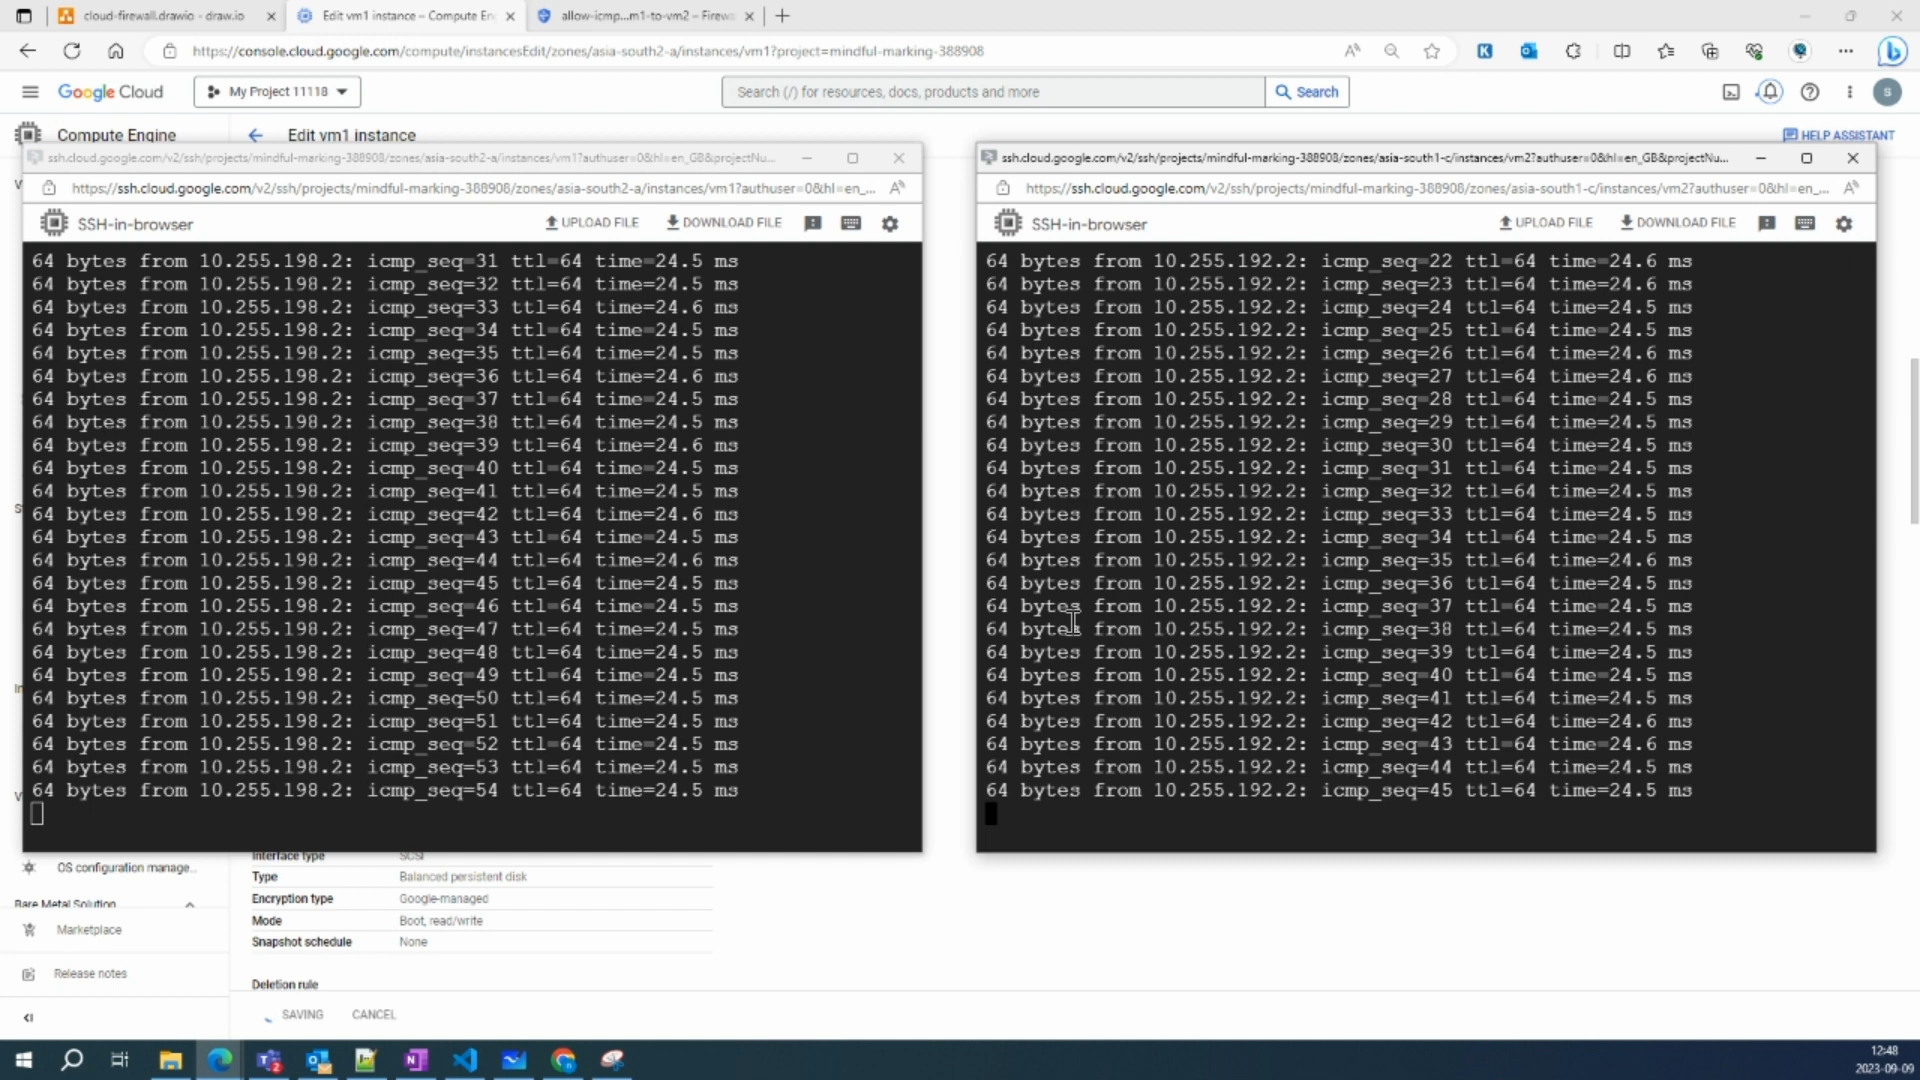 cloud-firewall.drawio - draw.io
Edit vm1 instance – Compute En
allow-icmp...m1-to-vm2 – Firew
https://console.cloud.google.com/compute/instancesEdit/zones/asia-south2-a/instances/vm1?project=mindful-marking-388908
Google Cloud
My Project 11118
Search (/) for resources, docs, products and more
Search
S
Compute Engine
Edit vm1 instance
HELP ASSISTANT
ssh.cloud.google.com/v2/ssh/projects/mindful-marking-388908/zones/asia-south2-a/instances/vm1?authuser=0&hl=en_GB&projectNu...
https://ssh.cloud.google.com/v2/ssh/projects/mindful-marking-388908/zones/asia-south2-a/instances/vm1?authuser=0&hl=en_...
SSH-in-browser
UPLOAD FILE
DOWNLOAD FILE
64 bytes from 10.255.198.2: icmp_seq=31 ttl=64 time=24.5 ms
64 bytes from 10.255.198.2: icmp_seq=32 ttl=64 time=24.5 ms
64 bytes from 10.255.198.2: icmp_seq=33 ttl=64 time=24.6 ms
64 bytes from 10.255.198.2: icmp_seq=34 ttl=64 time=24.5 ms
64 bytes from 10.255.198.2: icmp_seq=35 ttl=64 time=24.5 ms
64 bytes from 10.255.198.2: icmp_seq=36 ttl=64 time=24.6 ms
64 bytes from 10.255.198.2: icmp_seq=37 ttl=64 time=24.5 ms
64 bytes from 10.255.198.2: icmp_seq=38 ttl=64 time=24.5 ms
64 bytes from 10.255.198.2: icmp_seq=39 ttl=64 time=24.6 ms
64 bytes from 10.255.198.2: icmp_seq=40 ttl=64 time=24.5 ms
64 bytes from 10.255.198.2: icmp_seq=41 ttl=64 time=24.5 ms
64 bytes from 10.255.198.2: icmp_seq=42 ttl=64 time=24.6 ms
64 bytes from 10.255.198.2: icmp_seq=43 ttl=64 time=24.5 ms
64 bytes from 10.255.198.2: icmp_seq=44 ttl=64 time=24.6 ms
64 bytes from 10.255.198.2: icmp_seq=45 ttl=64 time=24.5 ms
64 bytes from 10.255.198.2: icmp_seq=46 ttl=64 time=24.5 ms
64 bytes from 10.255.198.2: icmp_seq=47 ttl=64 time=24.5 ms
64 bytes from 10.255.198.2: icmp_seq=48 ttl=64 time=24.5 ms
64 bytes from 10.255.198.2: icmp_seq=49 ttl=64 time=24.5 ms
64 bytes from 10.255.198.2: icmp_seq=50 ttl=64 time=24.5 ms
64 bytes from 10.255.198.2: icmp_seq=51 ttl=64 time=24.5 ms
64 bytes from 10.255.198.2: icmp_seq=52 ttl=64 time=24.5 ms
64 bytes from 10.255.198.2: icmp_seq=53 ttl=64 time=24.5 ms
64 bytes from 10.255.198.2: icmp_seq=54 ttl=64 time=24.5 ms
ssh.cloud.google.com/v2/ssh/projects/mindful-marking-388908/zones/asia-south1-c/instances/vm2?authuser=0&hl=en_GB&projectNu...
https://ssh.cloud.google.com/v2/ssh/projects/mindful-marking-388908/zones/asia-south1-c/instances/vm2?authuser=0&hl=en_...
SSH-in-browser
UPLOAD FILE
DOWNLOAD FILE
64 bytes from 10.255.192.2: icmp_seq=22 ttl=64 time=24.6 ms
64 bytes from 10.255.192.2: icmp_seq=23 ttl=64 time=24.6 ms
64 bytes from 10.255.192.2: icmp_seq=24 ttl=64 time=24.5 ms
64 bytes from 10.255.192.2: icmp_seq=25 ttl=64 time=24.5 ms
64 bytes from 10.255.192.2: icmp_seq=26 ttl=64 time=24.6 ms
64 bytes from 10.255.192.2: icmp_seq=27 ttl=64 time=24.6 ms
64 bytes from 10.255.192.2: icmp_seq=28 ttl=64 time=24.5 ms
64 bytes from 10.255.192.2: icmp_seq=29 ttl=64 time=24.5 ms
64 bytes from 10.255.192.2: icmp_seq=30 ttl=64 time=24.5 ms
64 bytes from 10.255.192.2: icmp_seq=31 ttl=64 time=24.5 ms
64 bytes from 10.255.192.2: icmp_seq=32 ttl=64 time=24.5 ms
64 bytes from 10.255.192.2: icmp_seq=33 ttl=64 time=24.5 ms
64 bytes from 10.255.192.2: icmp_seq=34 ttl=64 time=24.5 ms
64 bytes from 10.255.192.2: icmp_seq=35 ttl=64 time=24.6 ms
64 bytes from 10.255.192.2: icmp_seq=36 ttl=64 time=24.5 ms
64 bytes from 10.255.192.2: icmp_seq=37 ttl=64 time=24.5 ms
64 bytes from 10.255.192.2: icmp_seq=38 ttl=64 time=24.5 ms
64 bytes from 10.255.192.2: icmp_seq=39 ttl=64 time=24.5 ms
64 bytes from 10.255.192.2: icmp_seq=40 ttl=64 time=24.5 ms
64 bytes from 10.255.192.2: icmp_seq=41 ttl=64 time=24.5 ms
64 bytes from 10.255.192.2: icmp_seq=42 ttl=64 time=24.6 ms
64 bytes from 10.255.192.2: icmp_seq=43 ttl=64 time=24.6 ms
64 bytes from 10.255.192.2: icmp_seq=44 ttl=64 time=24.5 ms
64 bytes from 10.255.192.2: icmp_seq=45 ttl=64 time=24.5 ms
OS configuration manage...
Bare Metal Solution
Marketplace
Release notes
Interface type SCSI
Type Balanced persistent disk
Encryption type Google-managed
Mode Boot, read/write
Snapshot schedule None
Deletion rule
SAVING
CANCEL
12:48
2023-09-09